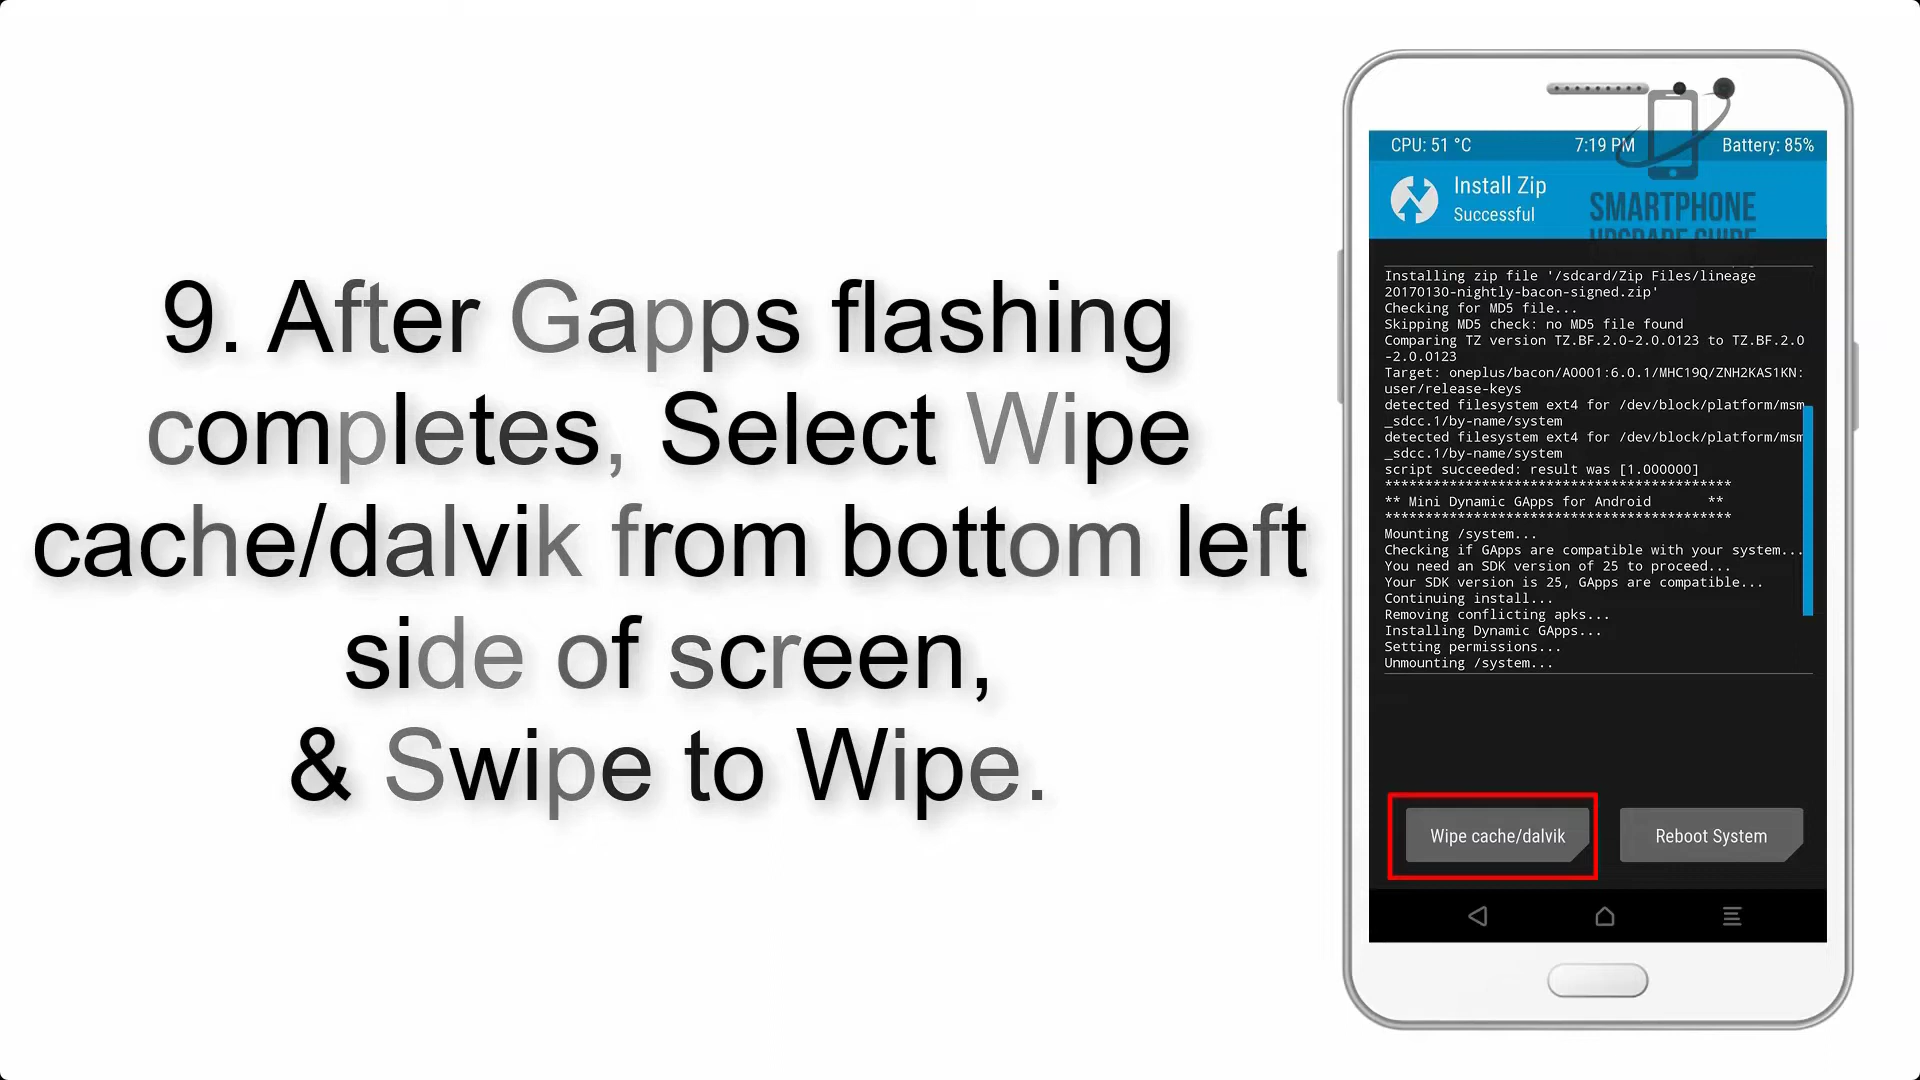 9. After Gapps flashing
completes, Select Wipe
cache/dalvik from bottom left
side of screen,
& Swipe to Wipe.
CPU: 51 °C 7:19 PM Battery: 85%
Install Zip
Successful
SMARTPHONE
UPGRADE GUIDE
Installing zip file '/sdcard/Zip Files/lineage
20170130-nightly-bacon-signed.zip'
Checking for MD5 file...
Skipping MD5 check: no MD5 file found
Comparing TZ version TZ.BF.2.0-2.0.0123 to TZ.BF.2.0
-2.0.0123
Target: oneplus/bacon/A0001:6.0.1/MHC19Q/ZNH2KAS1KN:
user/release-keys
detected filesystem ext4 for /dev/block/platform/msm
_sdcc.1/by-name/system
detected filesystem ext4 for /dev/block/platform/msm
_sdcc.1/by-name/system
script succeeded: result was [1.000000]
*******************************************
** Mini Dynamic GApps for Android **
*******************************************
Mounting /system...
Checking if GApps are compatible with your system...
You need an SDK version of 25 to proceed...
Your SDK version is 25, GApps are compatible...
Continuing install...
Removing conflicting apks...
Installing Dynamic GApps...
Setting permissions...
Unmounting /system...
Wipe cache/dalvik Reboot System